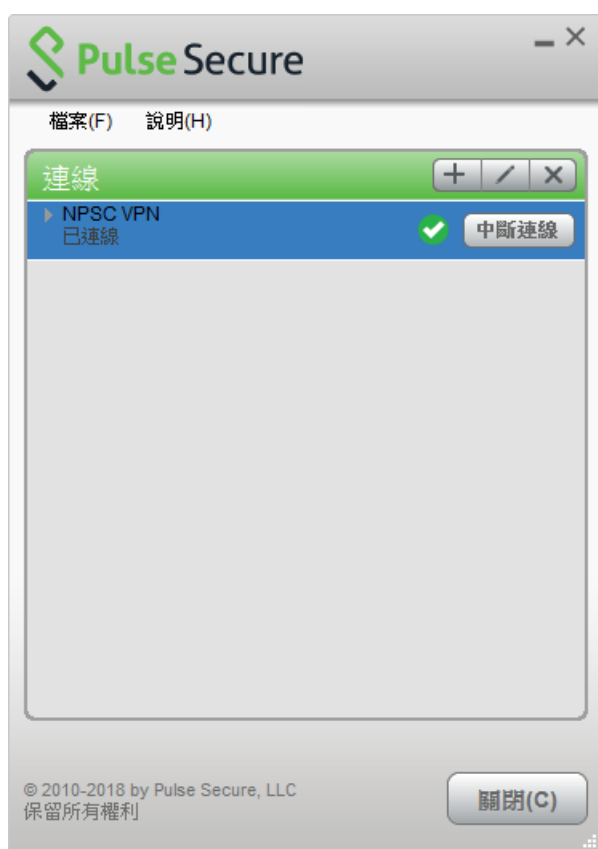 Pulse Secure
檔案(F) 說明(H)
連線
NPSC VPN
已連線
中斷連線
© 2010-2018 by Pulse Secure, LLC
保留所有權利
關閉(C)